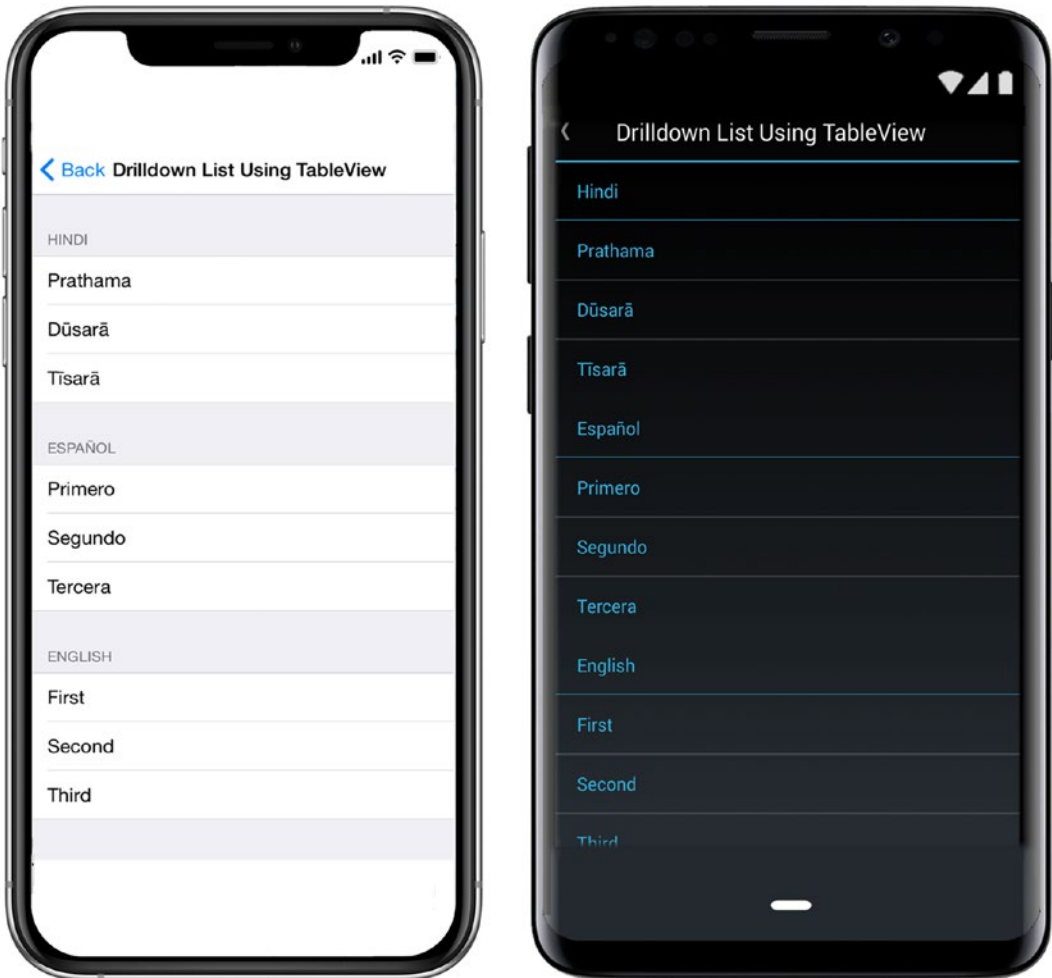 Back Drilldown List Using TableView
HINDI
Prathama
Dūsarā
Tīsarā
ESPAÑOL
Primero
Segundo
Tercera
ENGLISH
First
Second
Third
Drilldown List Using TableView
Hindi
Prathama
Dūsarā
Tīsarā
Español
Primero
Segundo
Tercera
English
First
Second
Third